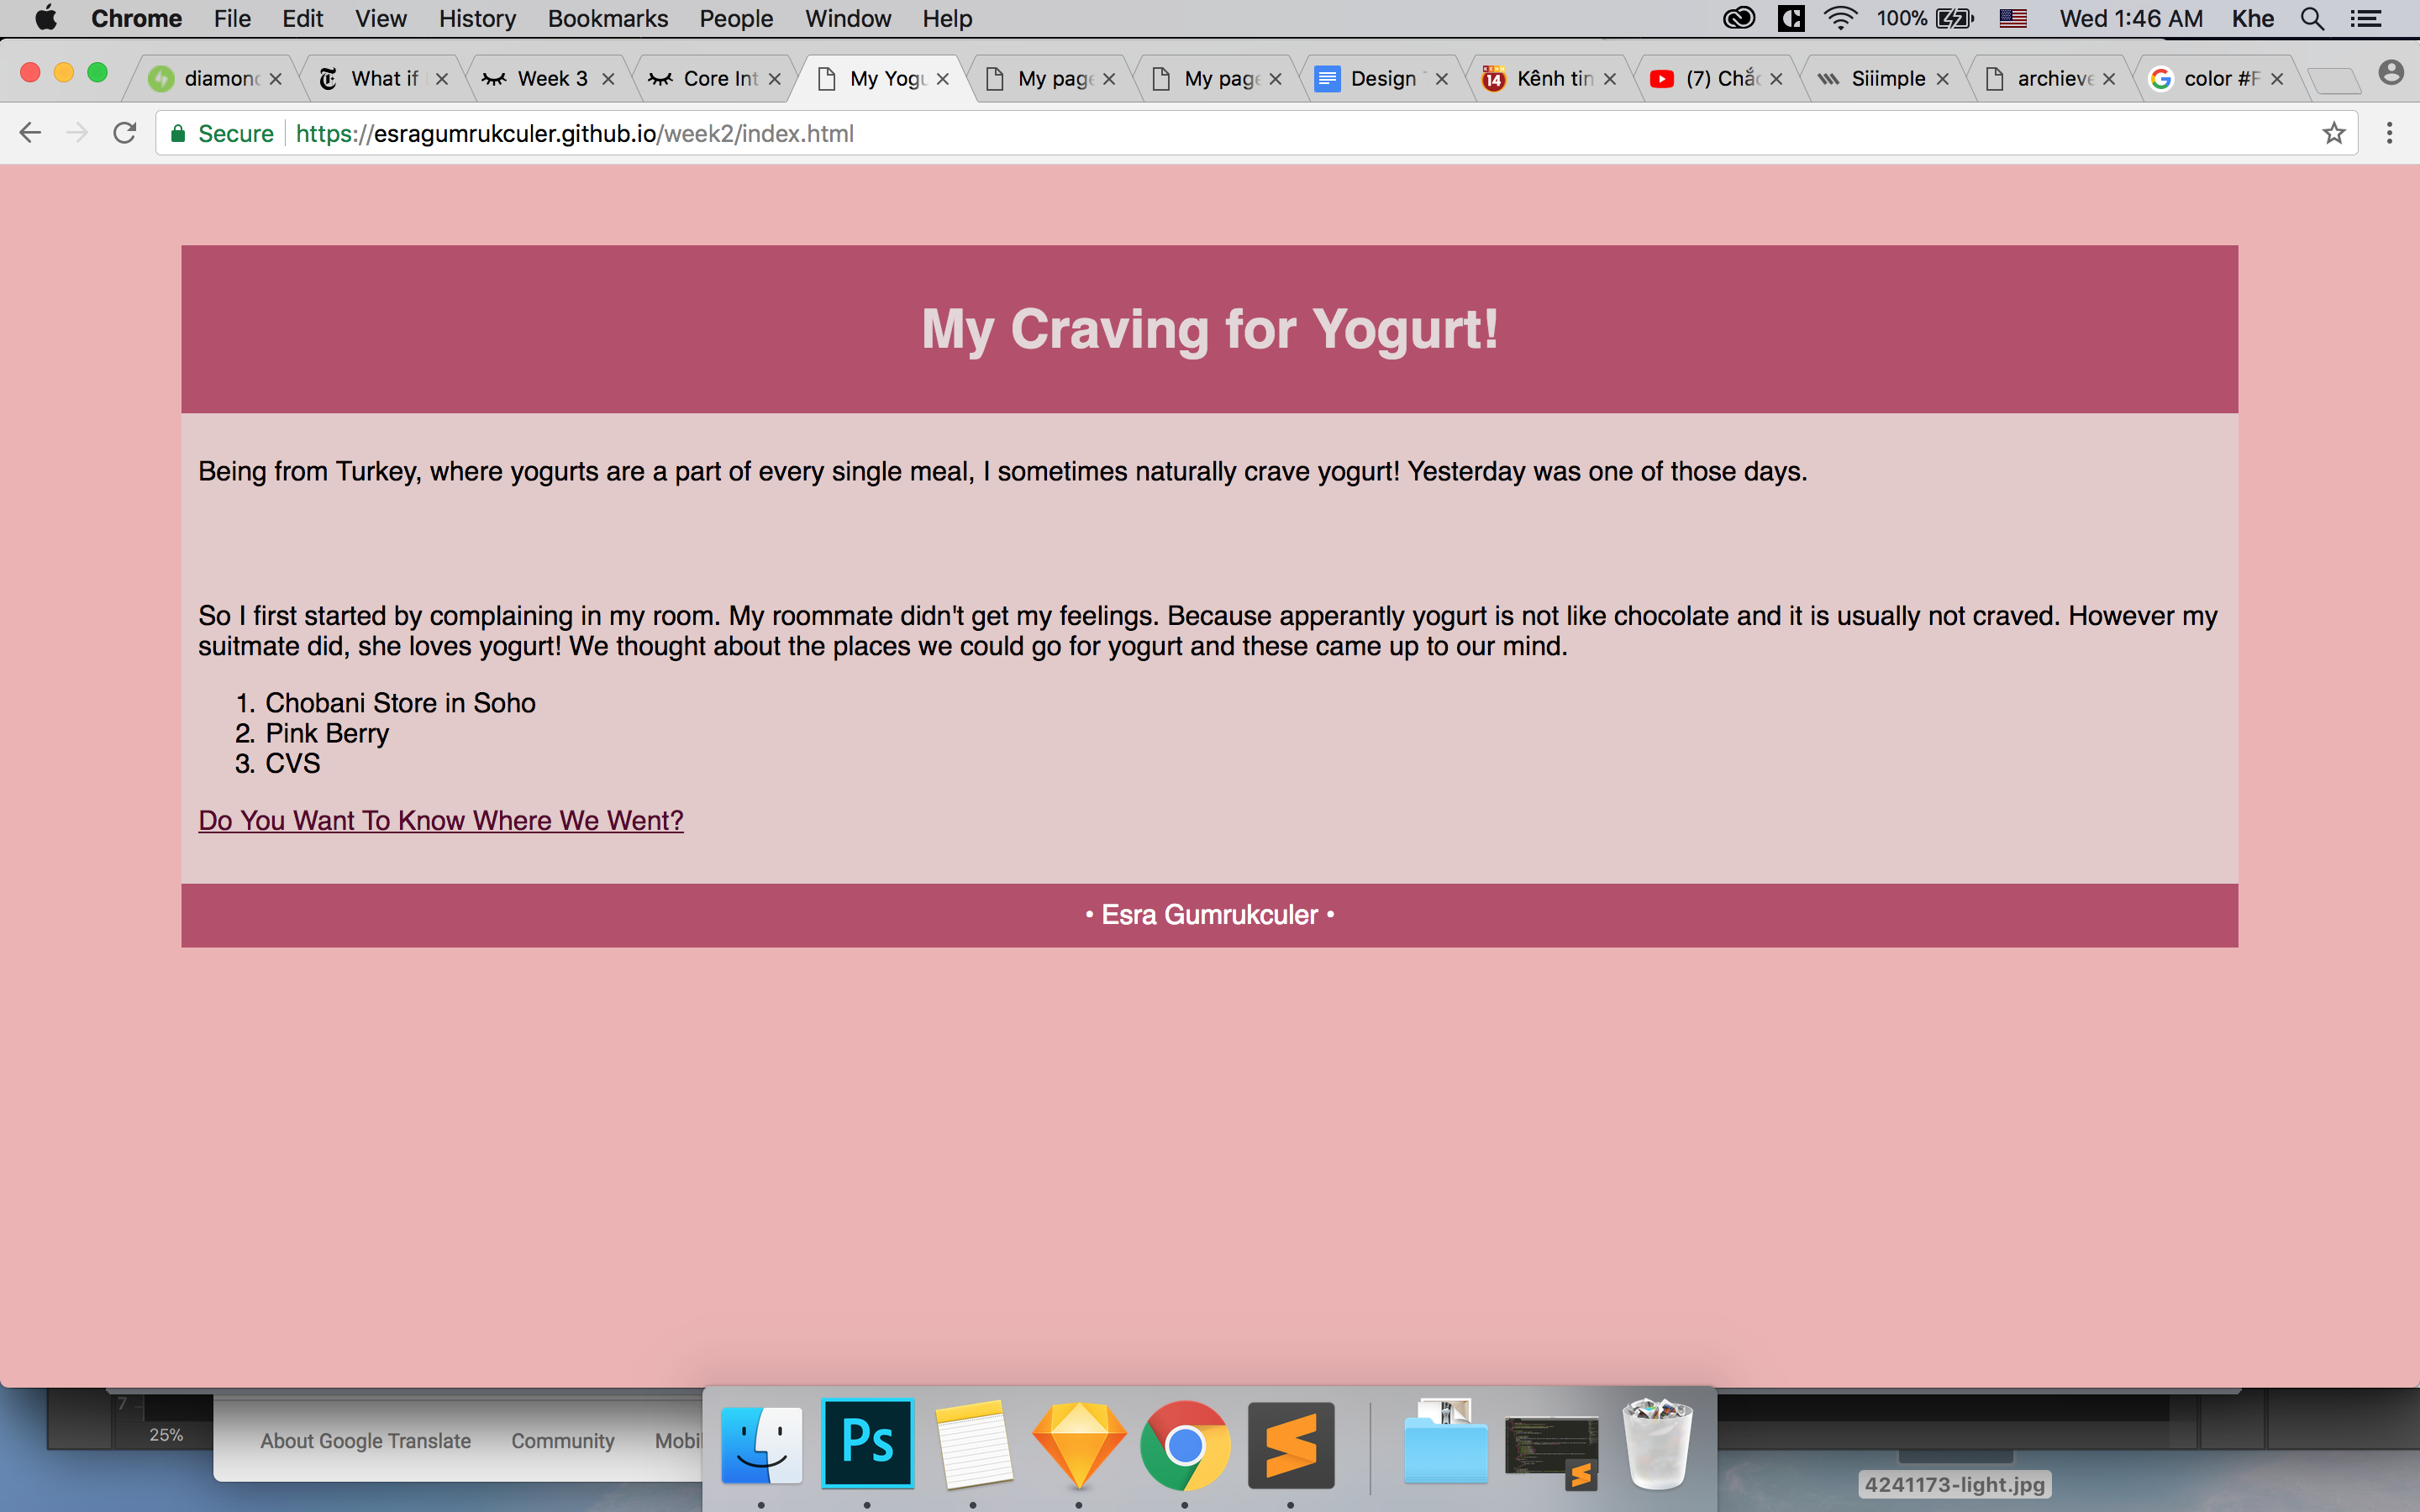 Chrome File Edit View History Bookmarks People Window Help 100% Wed 1:46 AM Khe
diamon What if Week 3 Core Int My Yogu My page My page Design 14 Kênh tin (7) Chắc Siiimple archieve color #F
Secure https://esragumrukculer.github.io/week2/index.html
My Craving for Yogurt!
Being from Turkey, where yogurts are a part of every single meal, I sometimes naturally crave yogurt! Yesterday was one of those days.
So I first started by complaining in my room. My roommate didn't get my feelings. Because apperantly yogurt is not like chocolate and it is usually not craved. However my
suitmate did, she loves yogurt! We thought about the places we could go for yogurt and these came up to our mind.
1. Chobani Store in Soho
2. Pink Berry
3. CVS
Do You Want To Know Where We Went?
• Esra Gumrukculer •
7
25%
About Google Translate Community Mobil
Ps
4241173-light.jpg